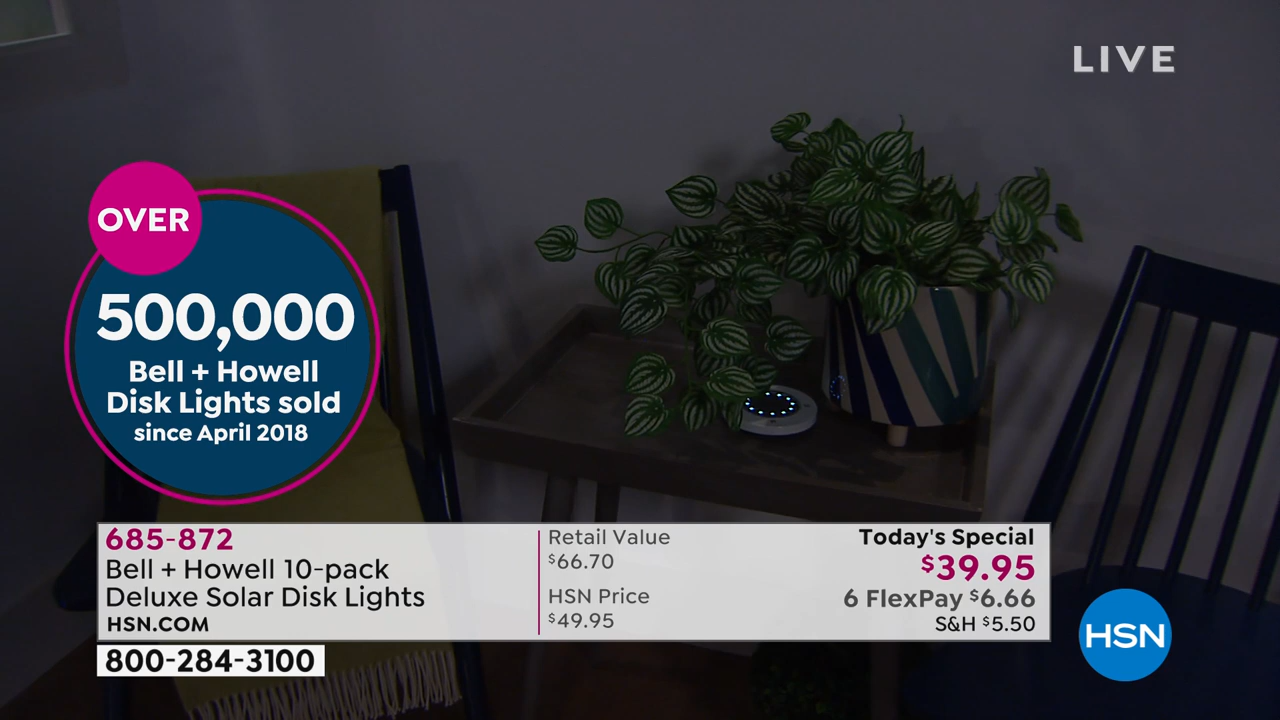 LIVE
OVER
500,000
Bell + Howell
Disk Lights sold
since April 2018
685-872
Bell + Howell 10-pack
Deluxe Solar Disk Lights
HSN.COM
Retail Value
$66.70
HSN Price
$49.95
Today's Special
$39.95
6 FlexPay $6.66
S&H $5.50
800-284-3100
HSN